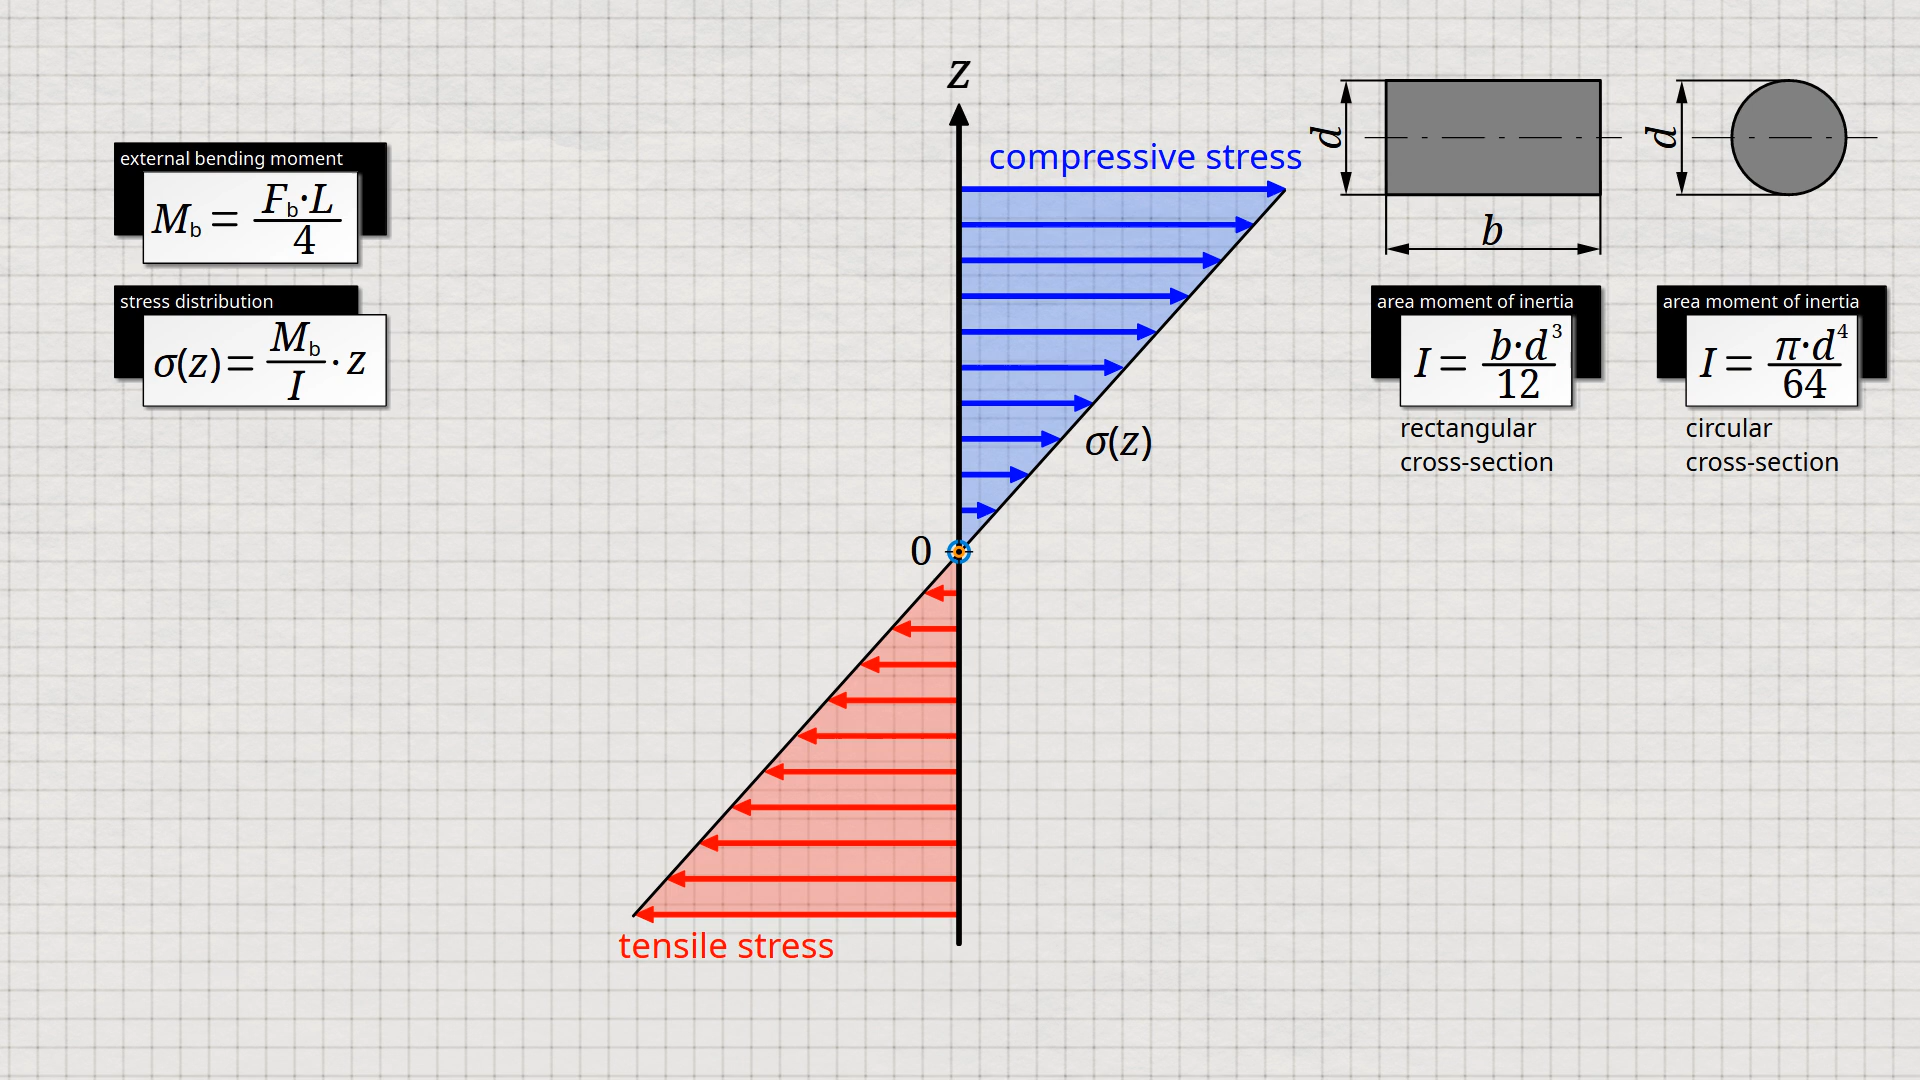 z
compressive stress
external bending moment
M_b = F_b·L / 4
stress distribution
σ(z) = M_b / I · z
σ(z)
0
tensile stress
d
b
d
area moment of inertia
I = b·d³ / 12
rectangular
cross-section
area moment of inertia
I = π·d⁴ / 64
circular
cross-section